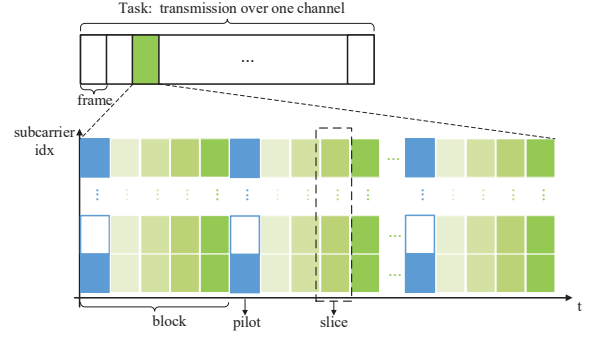 Task: transmission over one channel
...
frame
subcarrier
idx
t
block
pilot
slice